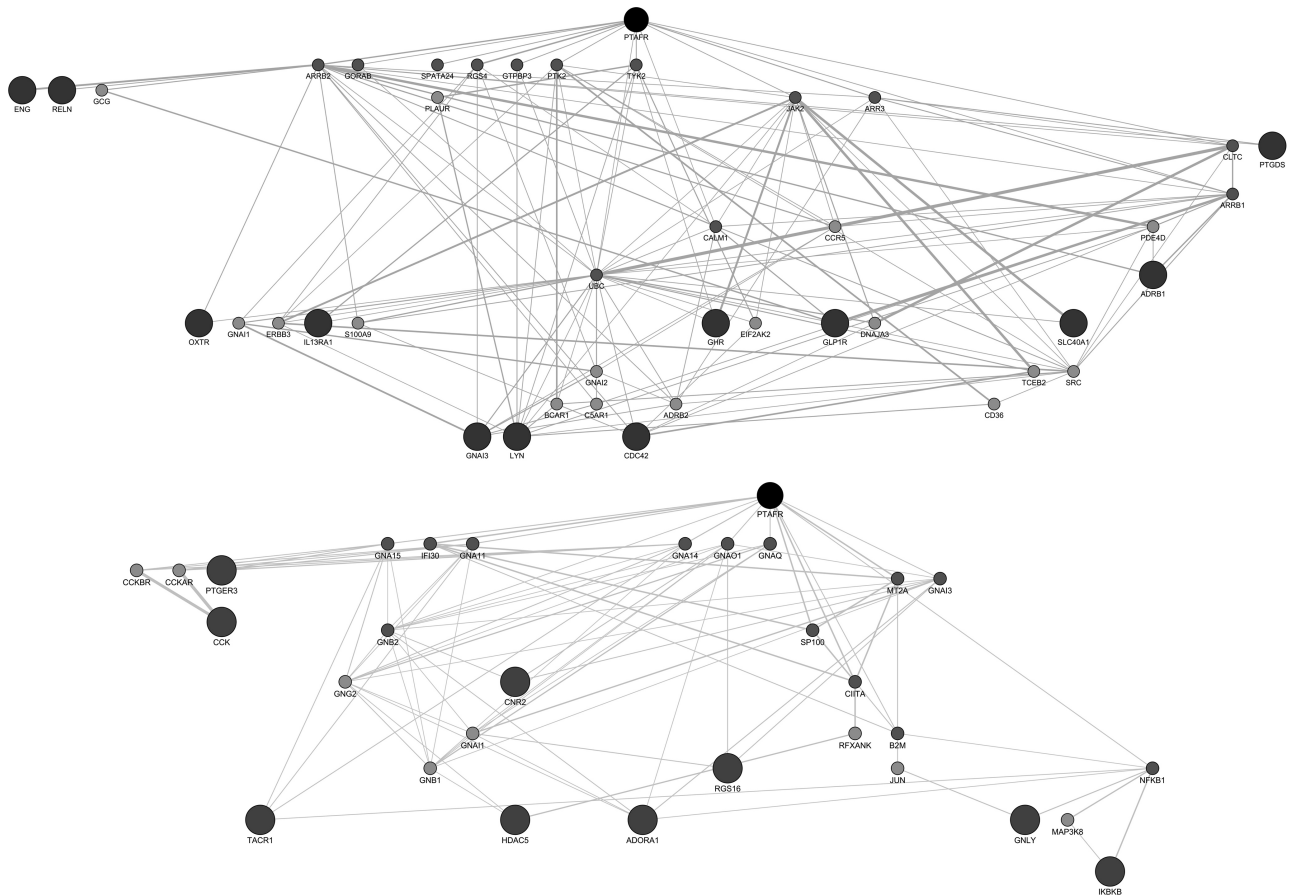 PTAFR
ARRB2 GORAB SPATA24 RGS4 GTPBP3 PTK2 TYK2
ENG RELN GCG PLAUR JAK2 ARR3
CLTC PTGDS
ARRB1
CALM1 CCR5 PDE4D
UBC ADRB1
OXTR GNAI1 ERBB3 IL13RA1 S100A9 GHR EIF2AK2 GLP1R DNAJA3 SLC40A1
GNAI2 TCEB2 SRC
BCAR1 C5AR1 ADRB2 CD36
GNAI3 LYN CDC42
PTAFR
GNA15 IFI30 GNA11 GNA14 GNAO1 GNAQ
CCKBR CCKAR PTGER3 MT2A GNAI3
CCK GNB2 SP100
GNG2 CNR2 CIITA
GNAI1 RFXANK B2M
GNB1 RGS16 JUN NFKB1
TACR1 HDAC5 ADORA1 GNLY MAP3K8
IKBKB